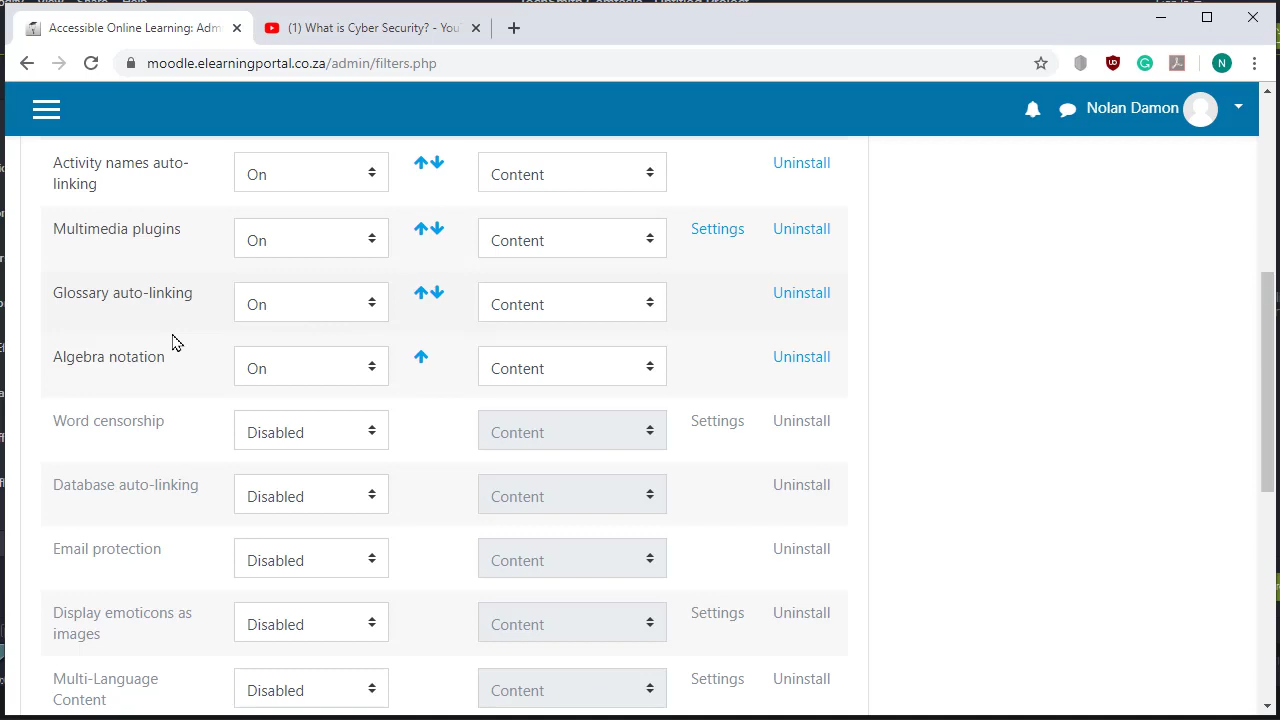 Accessible Online Learning: Adm
(1) What is Cyber Security? - You
moodle.elearningportal.co.za/admin/filters.php
N
Nolan Damon
Activity names auto-
linking
On
Content
Uninstall
Multimedia plugins
On
Content
Settings
Uninstall
Glossary auto-linking
On
Content
Uninstall
Algebra notation
On
Content
Uninstall
Word censorship
Disabled
Content
Settings
Uninstall
Database auto-linking
Disabled
Content
Uninstall
Email protection
Disabled
Content
Uninstall
Display emoticons as
images
Disabled
Content
Settings
Uninstall
Multi-Language
Content
Disabled
Content
Settings
Uninstall